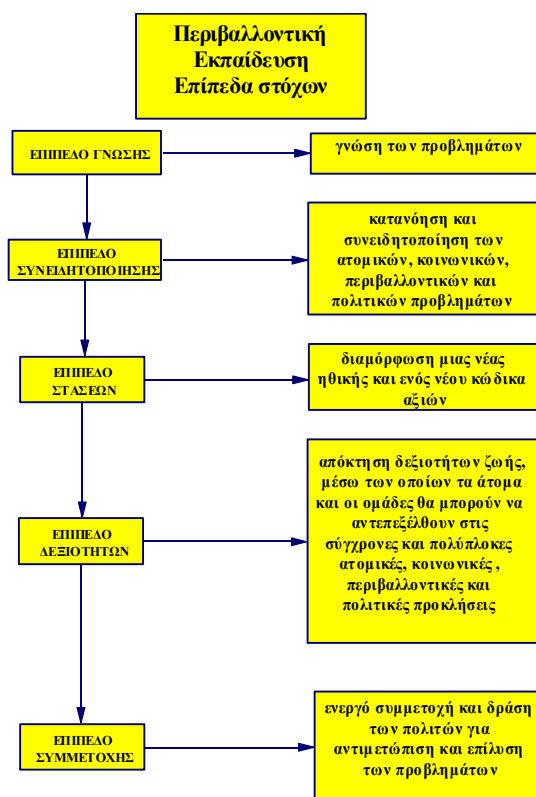 Περιβαλλοντική
Εκπαίδευση
Επίπεδα στόχων
ΕΠΙΠΕΔΟ ΓΝΩΣΗΣ
γνώση των προβλημάτων
ΕΠΙΠΕΔΟ
ΣΥΝΕΙΔΗΤΟΠΟΙΗΣΗΣ
κατανόηση και
συνειδητοποίηση των
ατομικών, κοινωνικών,
περιβαλλοντικών και
πολιτικών προβλημάτων
ΕΠΙΠΕΔΟ
ΣΤΑΣΕΩΝ
διαμόρφωση μιας νέας
ηθικής και ενός νέου κώδικα
αξιών
ΕΠΙΠΕΔΟ
ΔΕΞΙΟΤΗΤΩΝ
απόκτηση δεξιοτήτων ζωής,
μέσω των οποίων τα άτομα
και οι ομάδες θα μπορούν να
αντεπεξέλθουν στις
σύγχρονες και πολύπλοκες
ατομικές, κοινωνικές ,
περιβαλλοντικές και
πολιτικές προκλήσεις
ΕΠΙΠΕΔΟ
ΣΥΜΜΕΤΟΧΗΣ
ενεργό συμμετοχή και δράση
των πολιτών για
αντιμετώπιση και επίλυση
των προβλημάτων